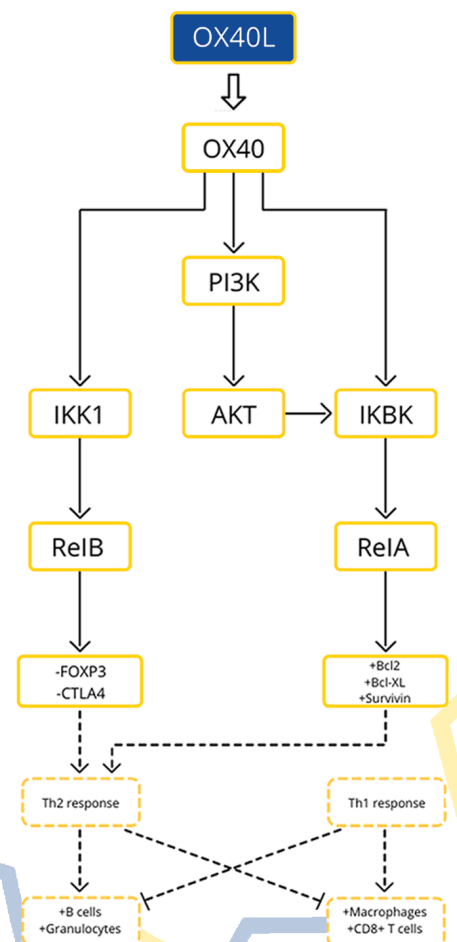 OX40L
OX40
PI3K
IKK1
AKT
IKBK
RelB
RelA
-FOXP3
-CTLA4
+Bcl2
+Bcl-XL
+Survivin
Th2 response
Th1 response
+B cells
+Granulocytes
+Macrophages
+CD8+ T cells